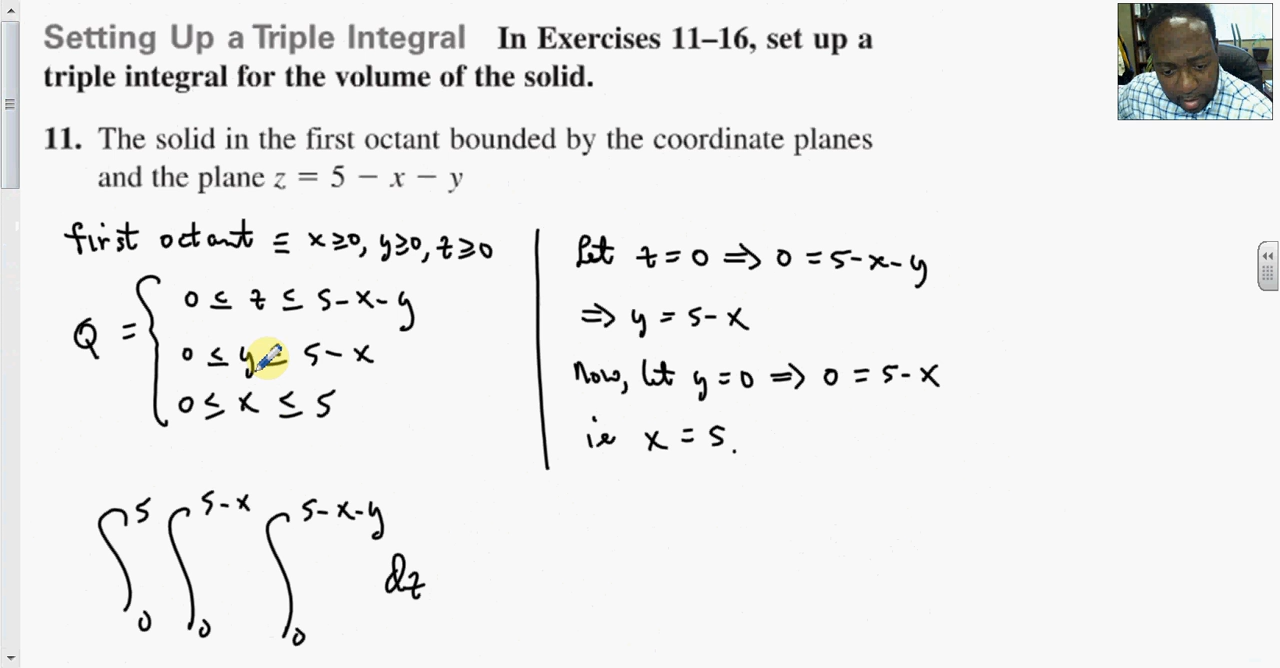 Setting Up a Triple Integral In Exercises 11–16, set up a
triple integral for the volume of the solid.
11. The solid in the first octant bounded by the coordinate planes
and the plane z = 5 − x − y
first octant ≡ x≥0, y≥0, z≥0
Q = { 0 ≤ z ≤ 5-x-y
0 ≤ y ≤ 5-x
0 ≤ x ≤ 5
Let z=0 ⇒ 0 = 5-x-y
⇒ y = 5-x
Now, let y=0 ⇒ 0 = 5-x
ie x = 5.
∫₀⁵ ∫₀^(5-x) ∫₀^(5-x-y) dz